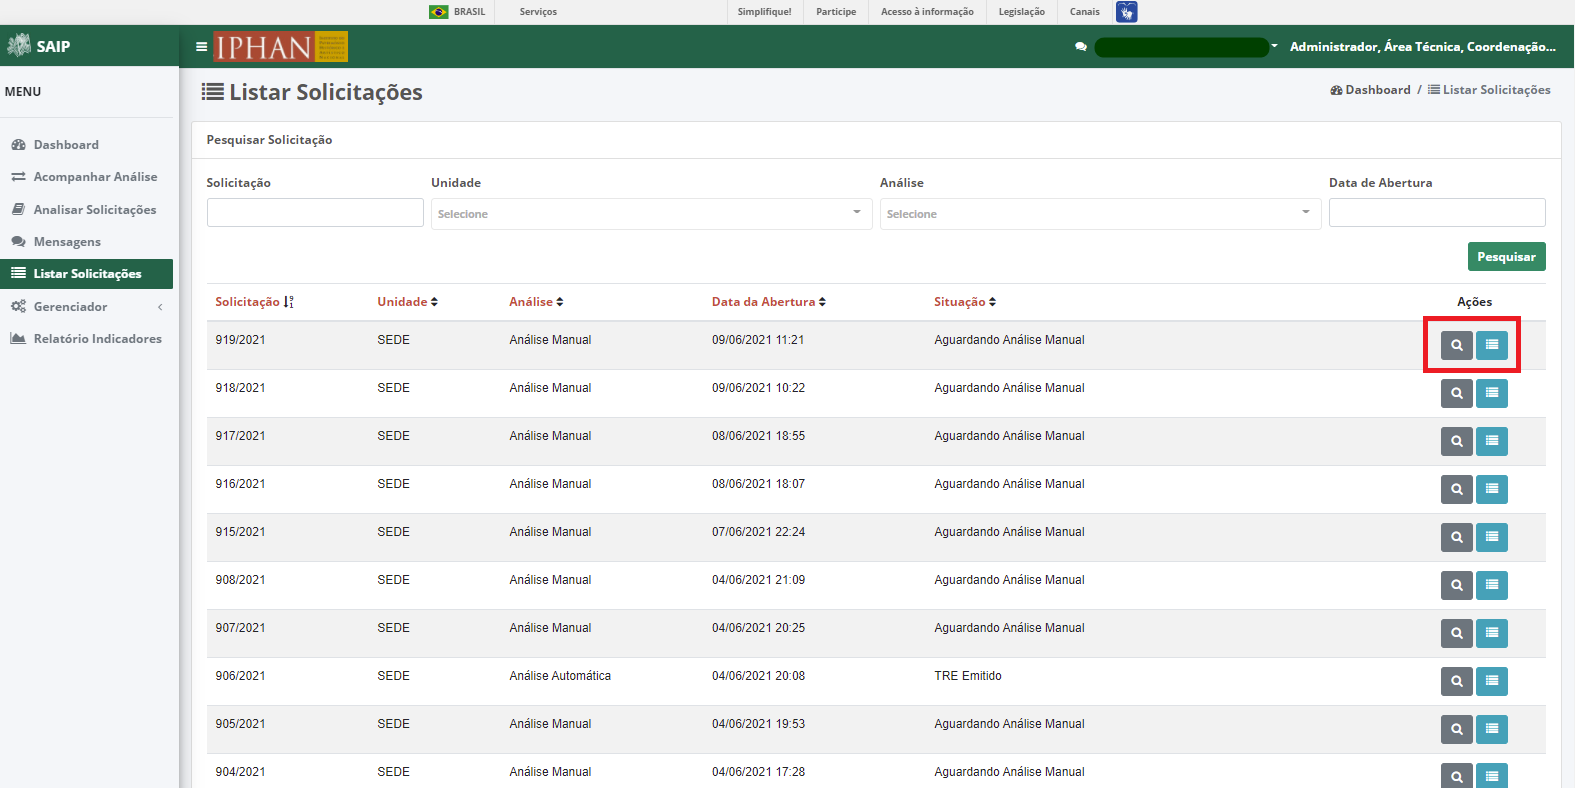 BRASIL Serviços Simplifique! Participe Acesso à informação Legislação Canais
SAIP IPHAN Administrador, Área Técnica, Coordenação...
MENU
Dashboard
Acompanhar Análise
Analisar Solicitações
Mensagens
Listar Solicitações
Gerenciador
Relatório Indicadores
Listar Solicitações
Dashboard / Listar Solicitações
Pesquisar Solicitação
Solicitação Unidade Análise Data de Abertura
Selecione Selecione
Pesquisar
Solicitação Unidade Análise Data da Abertura Situação Ações
919/2021 SEDE Análise Manual 09/06/2021 11:21 Aguardando Análise Manual
918/2021 SEDE Análise Manual 09/06/2021 10:22 Aguardando Análise Manual
917/2021 SEDE Análise Manual 08/06/2021 18:55 Aguardando Análise Manual
916/2021 SEDE Análise Manual 08/06/2021 18:07 Aguardando Análise Manual
915/2021 SEDE Análise Manual 07/06/2021 22:24 Aguardando Análise Manual
908/2021 SEDE Análise Manual 04/06/2021 21:09 Aguardando Análise Manual
907/2021 SEDE Análise Manual 04/06/2021 20:25 Aguardando Análise Manual
906/2021 SEDE Análise Automática 04/06/2021 20:08 TRE Emitido
905/2021 SEDE Análise Manual 04/06/2021 19:53 Aguardando Análise Manual
904/2021 SEDE Análise Manual 04/06/2021 17:28 Aguardando Análise Manual